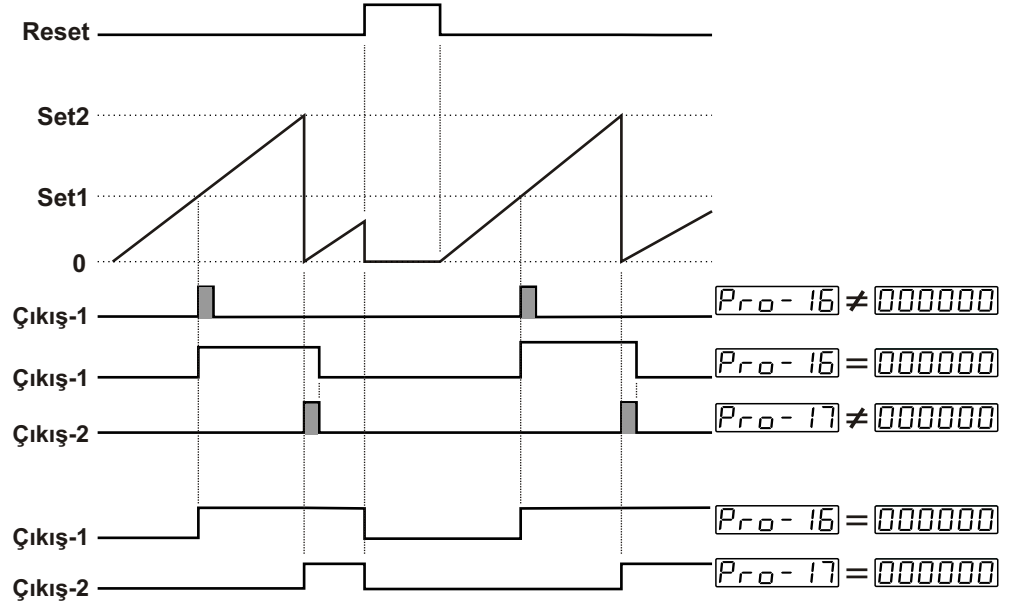 Reset
Set2
Set1
0
Çıkış-1 Pro-16 ≠ 000000
Çıkış-1 Pro-16 = 000000
Çıkış-2 Pro-17 ≠ 000000
Çıkış-1 Pro-16 = 000000
Çıkış-2 Pro-17 = 000000